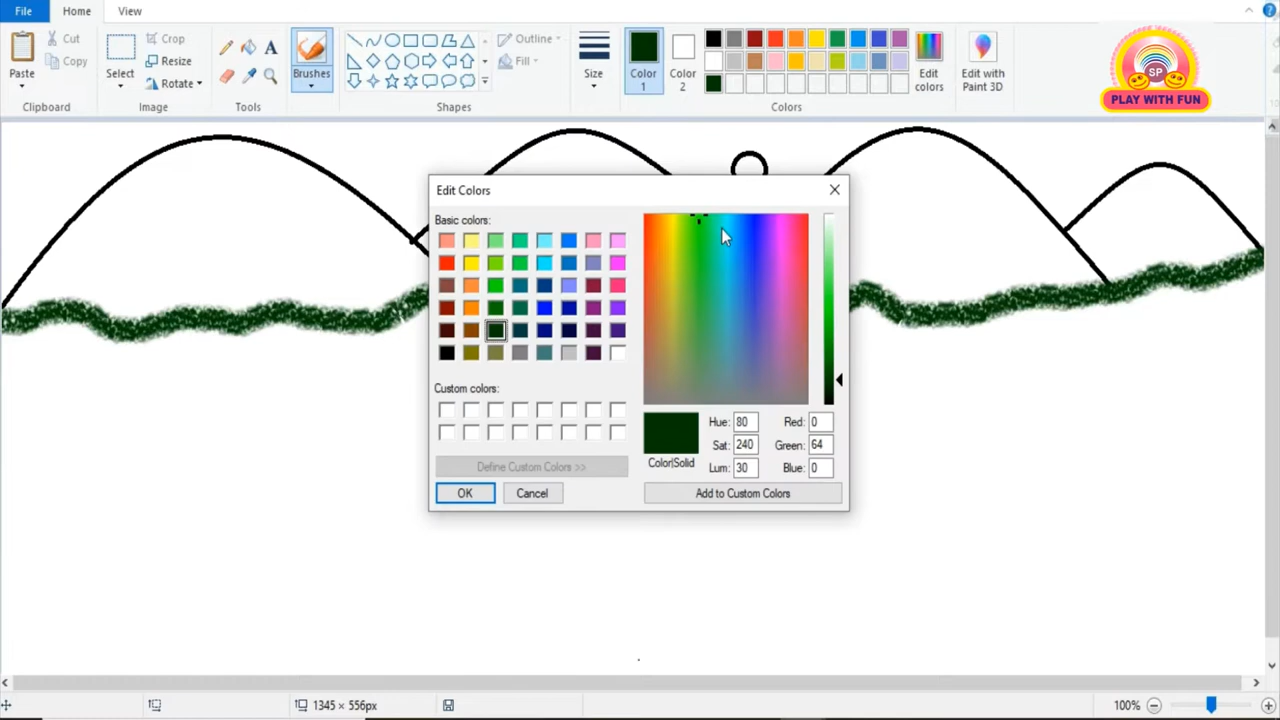 File Home View
Paste
Cut
Copy
Clipboard
Select
Crop
Resize
Rotate
Image
A
Tools
Brushes
Shapes
Outline
Fill
Size
Color
1
Color
2
Edit
colors
Colors
Edit with
Paint 3D
SP
PLAY WITH FUN
Edit Colors
Basic colors:
Custom colors:
Define Custom Colors >>
OK Cancel
Color|Solid
Hue: 80 Red: 0
Sat: 240 Green: 64
Lum: 30 Blue: 0
Add to Custom Colors
1345 × 556px 100%